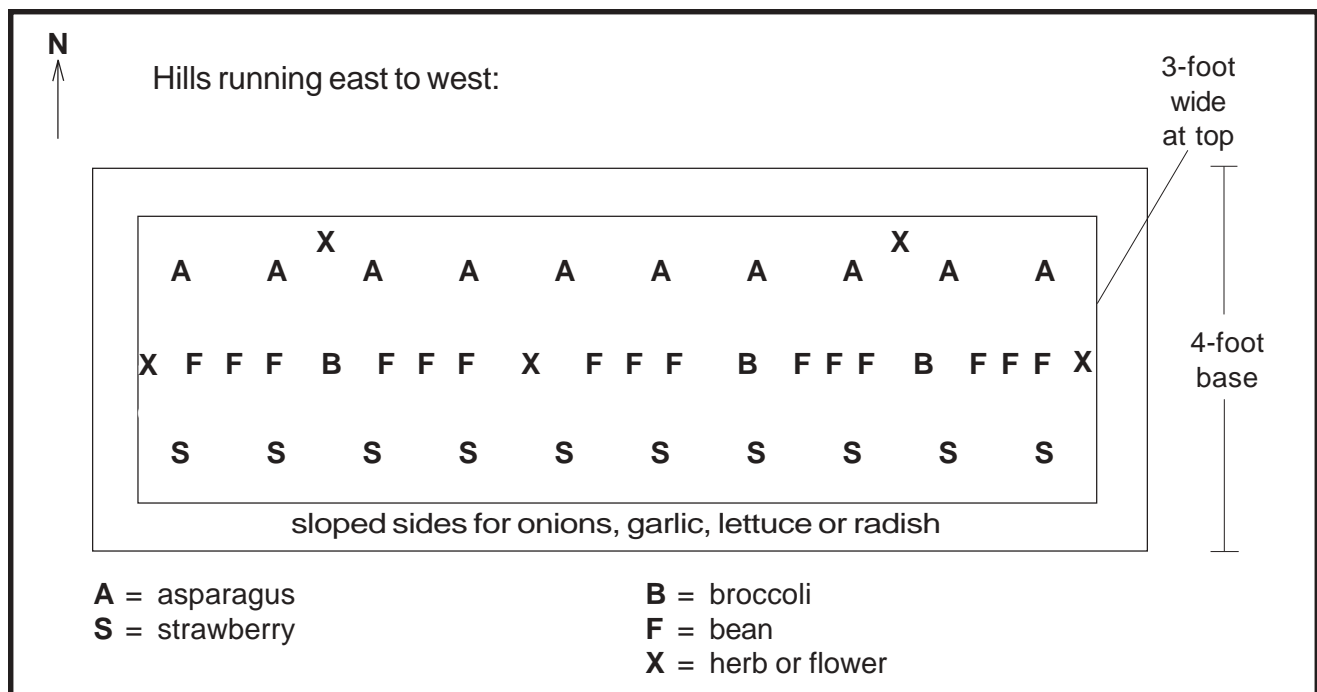 N
Hills running east to west:
3-foot
wide
at top
X X
A A A A A A A A A A
X F F F B F F F X F F F B F F F B F F F X
4-foot
base
S S S S S S S S S S
sloped sides for onions, garlic, lettuce or radish
A = asparagus
S = strawberry
B = broccoli
F = bean
X = herb or flower